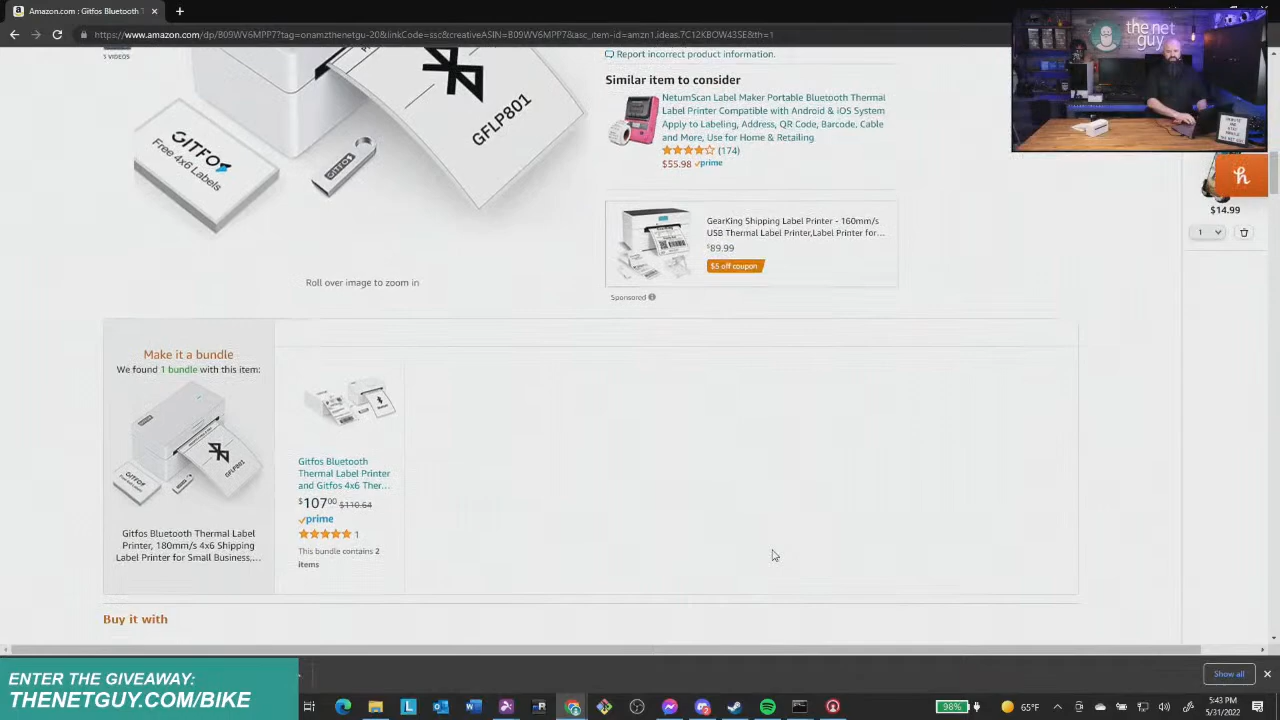 Amazon.com : Gitfos Bluetooth T
https://www.amazon.com/dp/B09WV6MPP7?tag=onamzthenetgu-20&linkCode=ssc&creativeASIN=B09WV6MPP7&asc_item-id=amzn1.ideas.7C12KBOW43SE&th=1
the net
guy
5 VIDEOS
GITFOS
Free 4x6 Labels
GITFOS
GFLP801
Report incorrect product information.
Similar item to consider
NetumScan Label Maker Portable Bluetooth Thermal
Label Printer Compatible with Android & iOS System
Apply to Labeling, Address, QR Code, Barcode, Cable
and More, Use for Home & Retailing
(174)
$55.98 prime
GearKing Shipping Label Printer - 160mm/s
USB Thermal Label Printer,Label Printer for...
$89.99
$5 off coupon
Sponsored
h
$14.99
1
Roll over image to zoom in
Make it a bundle
We found 1 bundle with this item:
GFLP801
Gitfos Bluetooth Thermal Label
Printer, 180mm/s 4x6 Shipping
Label Printer for Small Business,...
Gitfos Bluetooth
Thermal Label Printer
and Gitfos 4x6 Ther...
$10700 $110.64
prime
1
This bundle contains 2
items
Buy it with
ENTER THE GIVEAWAY:
THENETGUY.COM/BIKE
Show all
98%
65°F
5:43 PM
5/31/2022